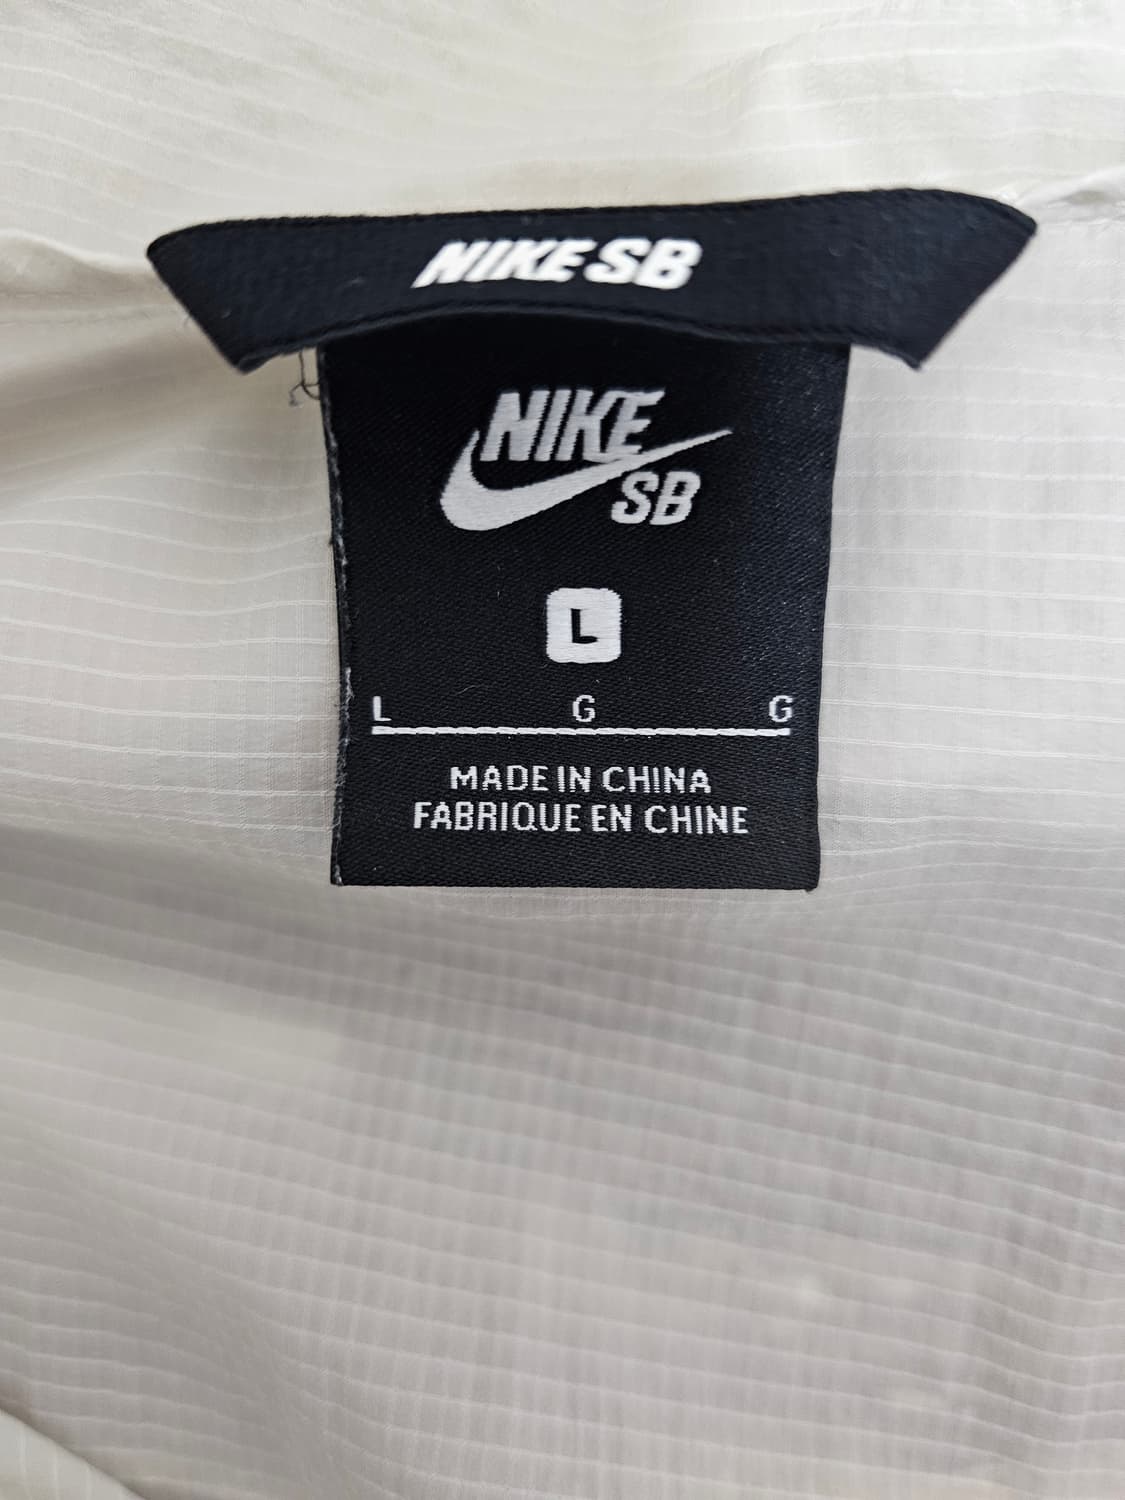 NIKE SB
NIKE
SB
L
L G G
MADE IN CHINA
FABRIQUE EN CHINE